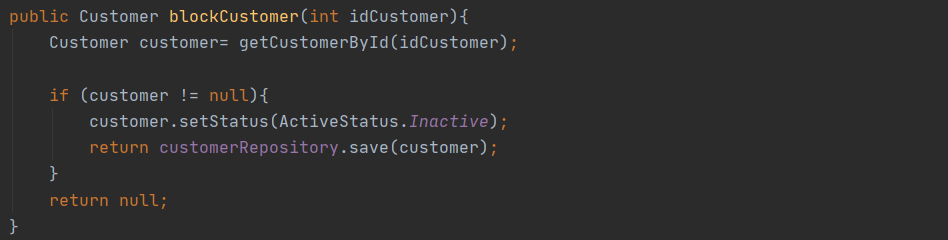 public Customer blockCustomer(int idCustomer){
    Customer customer= getCustomerById(idCustomer);

    if (customer != null){
        customer.setStatus(ActiveStatus.Inactive);
        return customerRepository.save(customer);
    }
    return null;
}